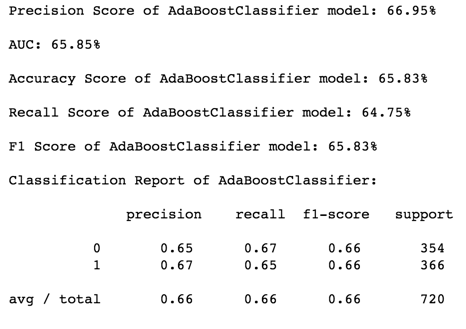 Precision Score of AdaBoostClassifier model: 66.95%
AUC: 65.85%
Accuracy Score of AdaBoostClassifier model: 65.83%
Recall Score of AdaBoostClassifier model: 64.75%
F1 Score of AdaBoostClassifier model: 65.83%
Classification Report of AdaBoostClassifier:
precision recall f1-score support
0 0.65 0.67 0.66 354
1 0.67 0.65 0.66 366
avg / total 0.66 0.66 0.66 720